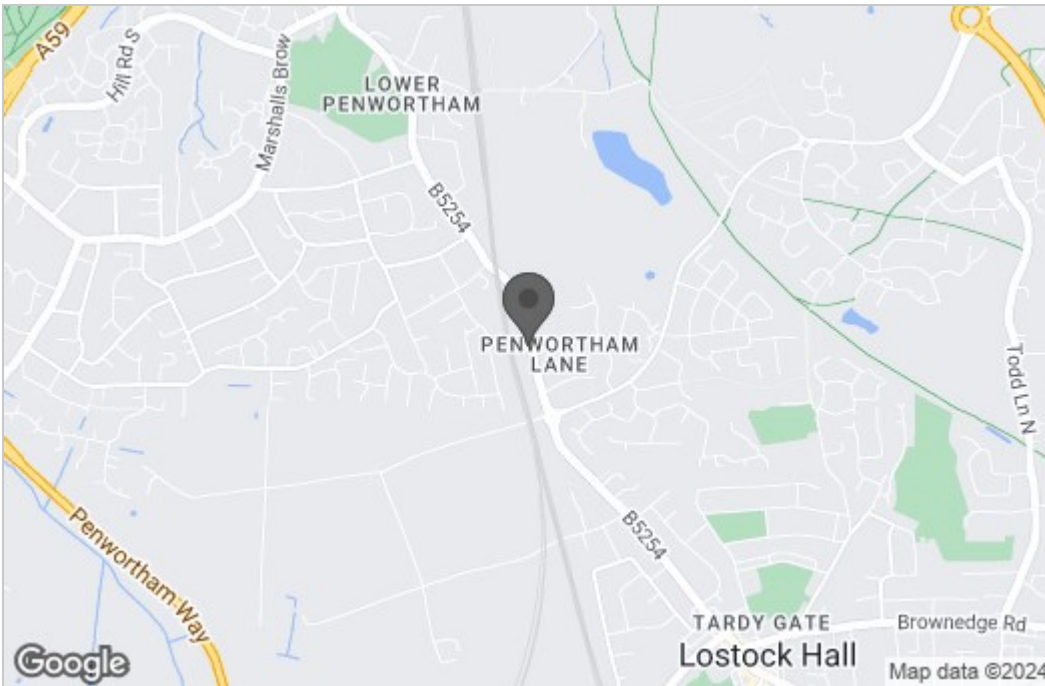 A59
Hill Rd S
Marshalls Brow
LOWER
PENWORTHAM
B5254
PENWORTHAM
LANE
Todd Ln N
Penwortham Way
B5254
TARDY GATE
Brownedge Rd
Lostock Hall
Google
Map data ©2024